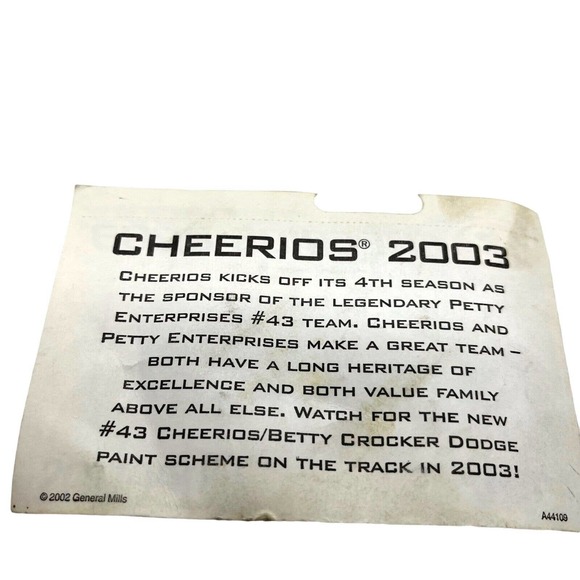 CHEERIOS® 2003
CHEERIOS KICKS OFF ITS 4TH SEASON AS
THE SPONSOR OF THE LEGENDARY PETTY
ENTERPRISES #43 TEAM. CHEERIOS AND
PETTY ENTERPRISES MAKE A GREAT TEAM –
BOTH HAVE A LONG HERITAGE OF
EXCELLENCE AND BOTH VALUE FAMILY
ABOVE ALL ELSE. WATCH FOR THE NEW
#43 CHEERIOS/BETTY CROCKER DODGE
PAINT SCHEME ON THE TRACK IN 2003!
© 2002 General Mills
A44109